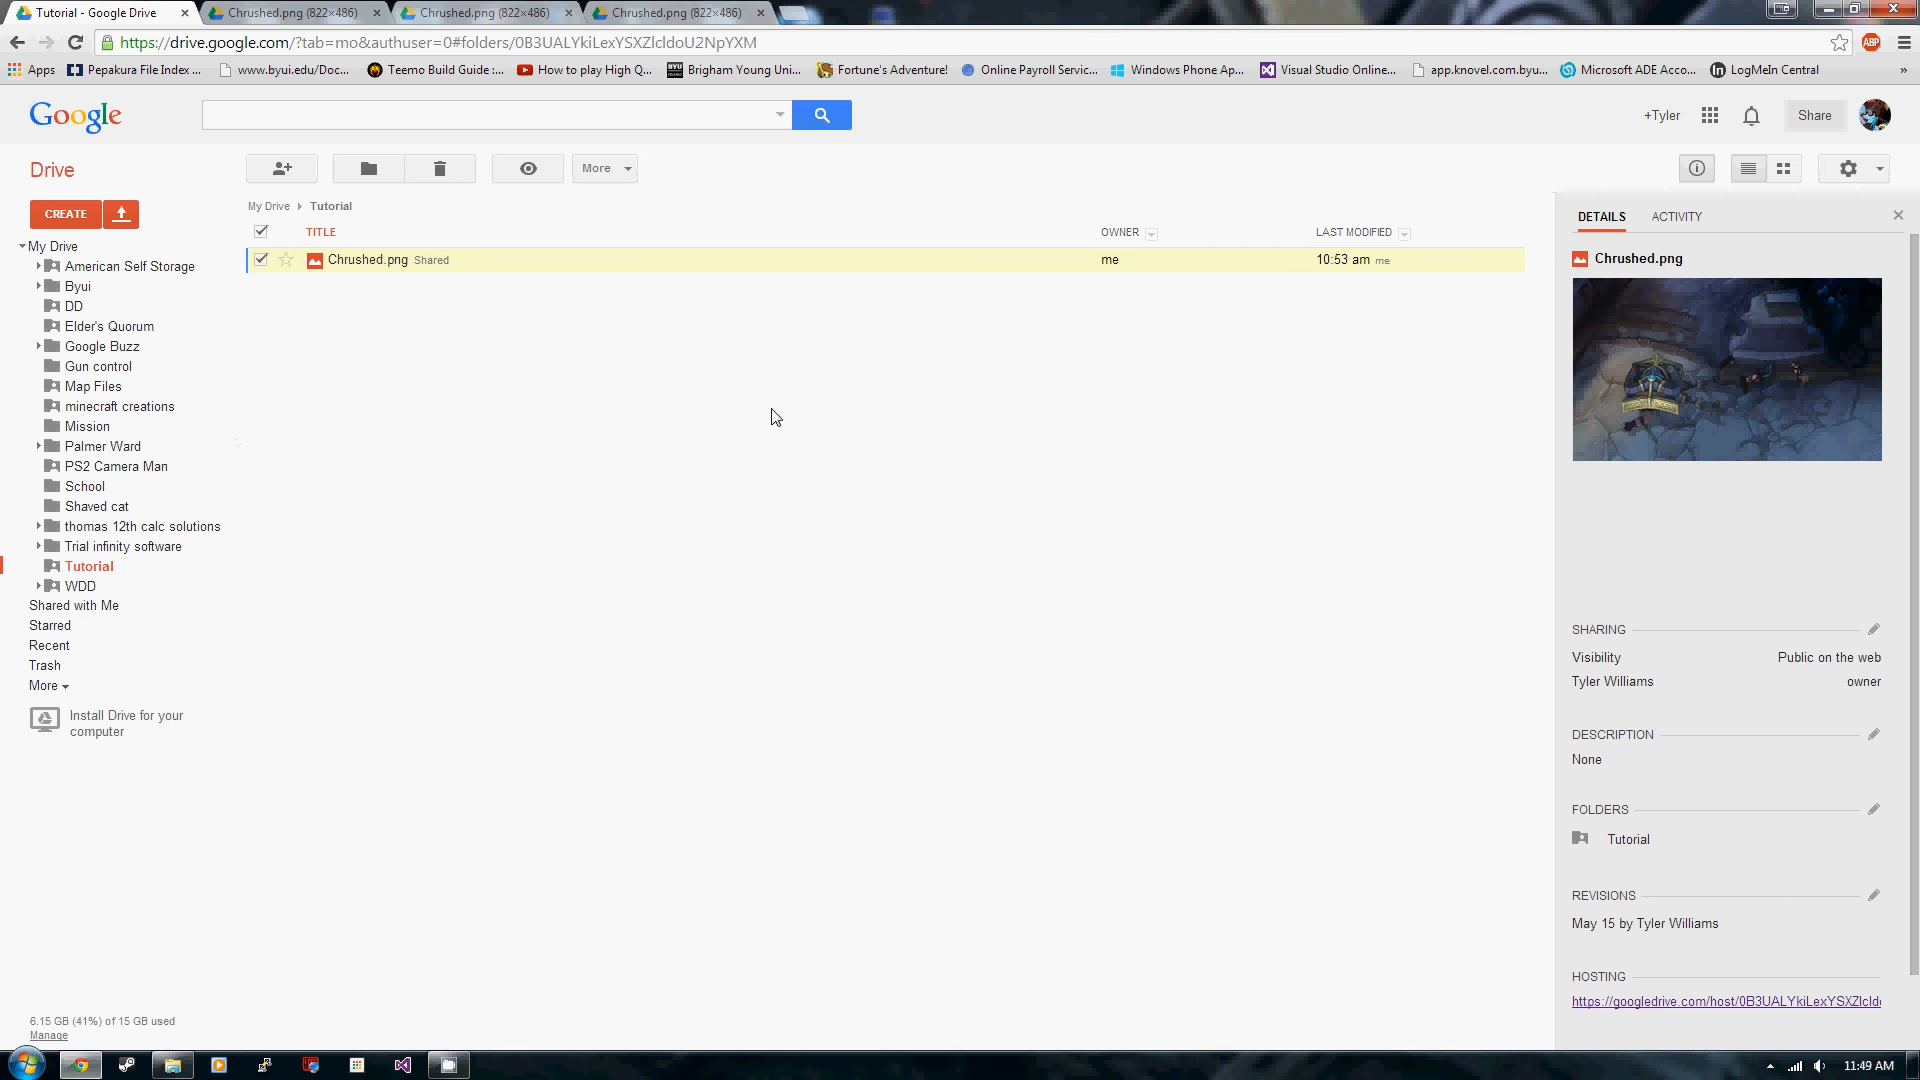 Tutorial - Google Drive
Chrushed.png (822×486)
Chrushed.png (822×486)
Chrushed.png (822×486)
https://drive.google.com/?tab=mo&authuser=0#folders/0B3UALYkiLexYSXZlcldoU2NpYXM
ABP
Apps
Pepakura File Index ...
www.byui.edu/Doc...
Teemo Build Guide :...
How to play High Q...
Brigham Young Uni...
Fortune's Adventure!
Online Payroll Servic...
Windows Phone Ap...
Visual Studio Online...
app.knovel.com.byu...
Microsoft ADE Acco...
LogMeIn Central
»
Google
+Tyler
Share
Drive
More
CREATE
My Drive
American Self Storage
Byui
DD
Elder's Quorum
Google Buzz
Gun control
Map Files
minecraft creations
Mission
Palmer Ward
PS2 Camera Man
School
Shaved cat
thomas 12th calc solutions
Trial infinity software
Tutorial
WDD
Shared with Me
Starred
Recent
Trash
More
Install Drive for your
computer
6.15 GB (41%) of 15 GB used
Manage
My Drive
Tutorial
TITLE
OWNER
LAST MODIFIED
Chrushed.png Shared
me
10:53 am me
DETAILS
ACTIVITY
Chrushed.png
SHARING
Visibility
Public on the web
Tyler Williams
owner
DESCRIPTION
None
FOLDERS
Tutorial
REVISIONS
May 15 by Tyler Williams
HOSTING
https://googledrive.com/host/0B3UALYkiLexYSXZlcld
11:49 AM